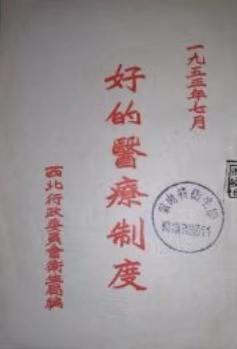 一九五三年七月
好的醫療制度
西北行政委員會衛生局編